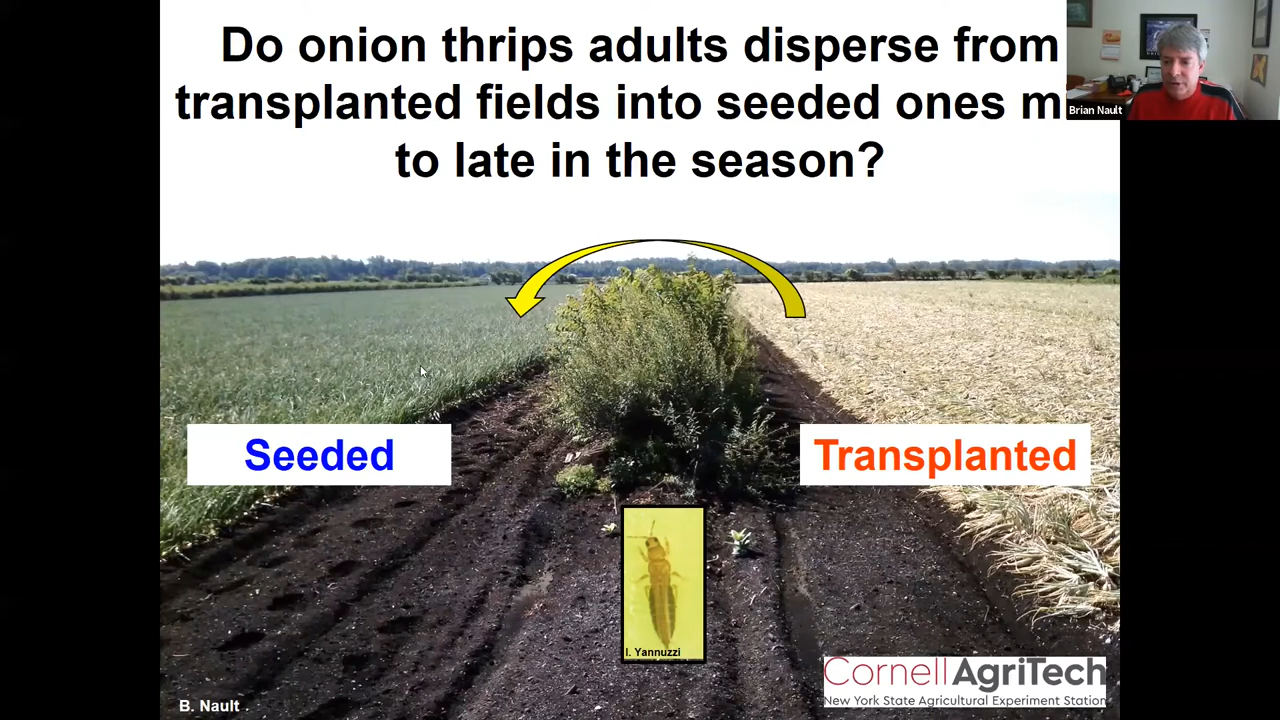 Do onion thrips adults disperse from
transplanted fields into seeded ones m
to late in the season?
Brian Nault
Seeded
Transplanted
I. Yannuzzi
B. Nault
Cornell AgriTech
New York State Agricultural Experiment Station